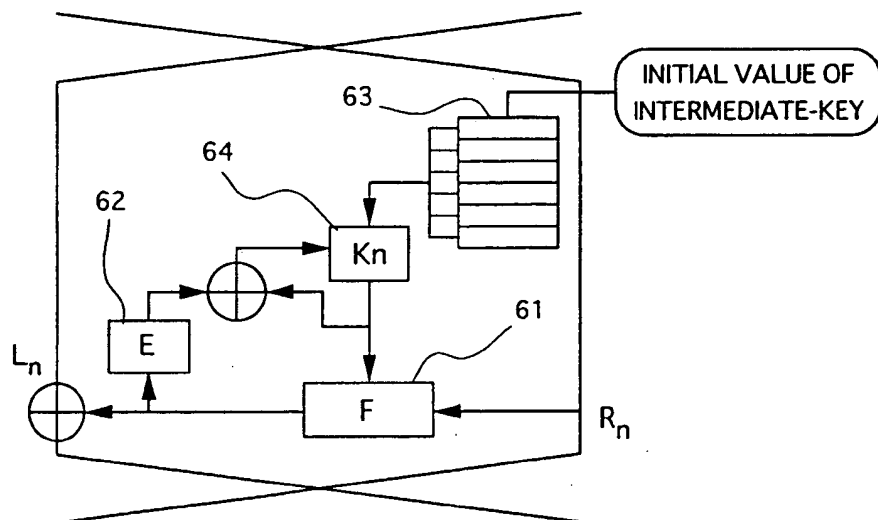 INITIAL VALUE OF
INTERMEDIATE-KEY
63
64
62
Kn
61
E
Ln
F
Rn